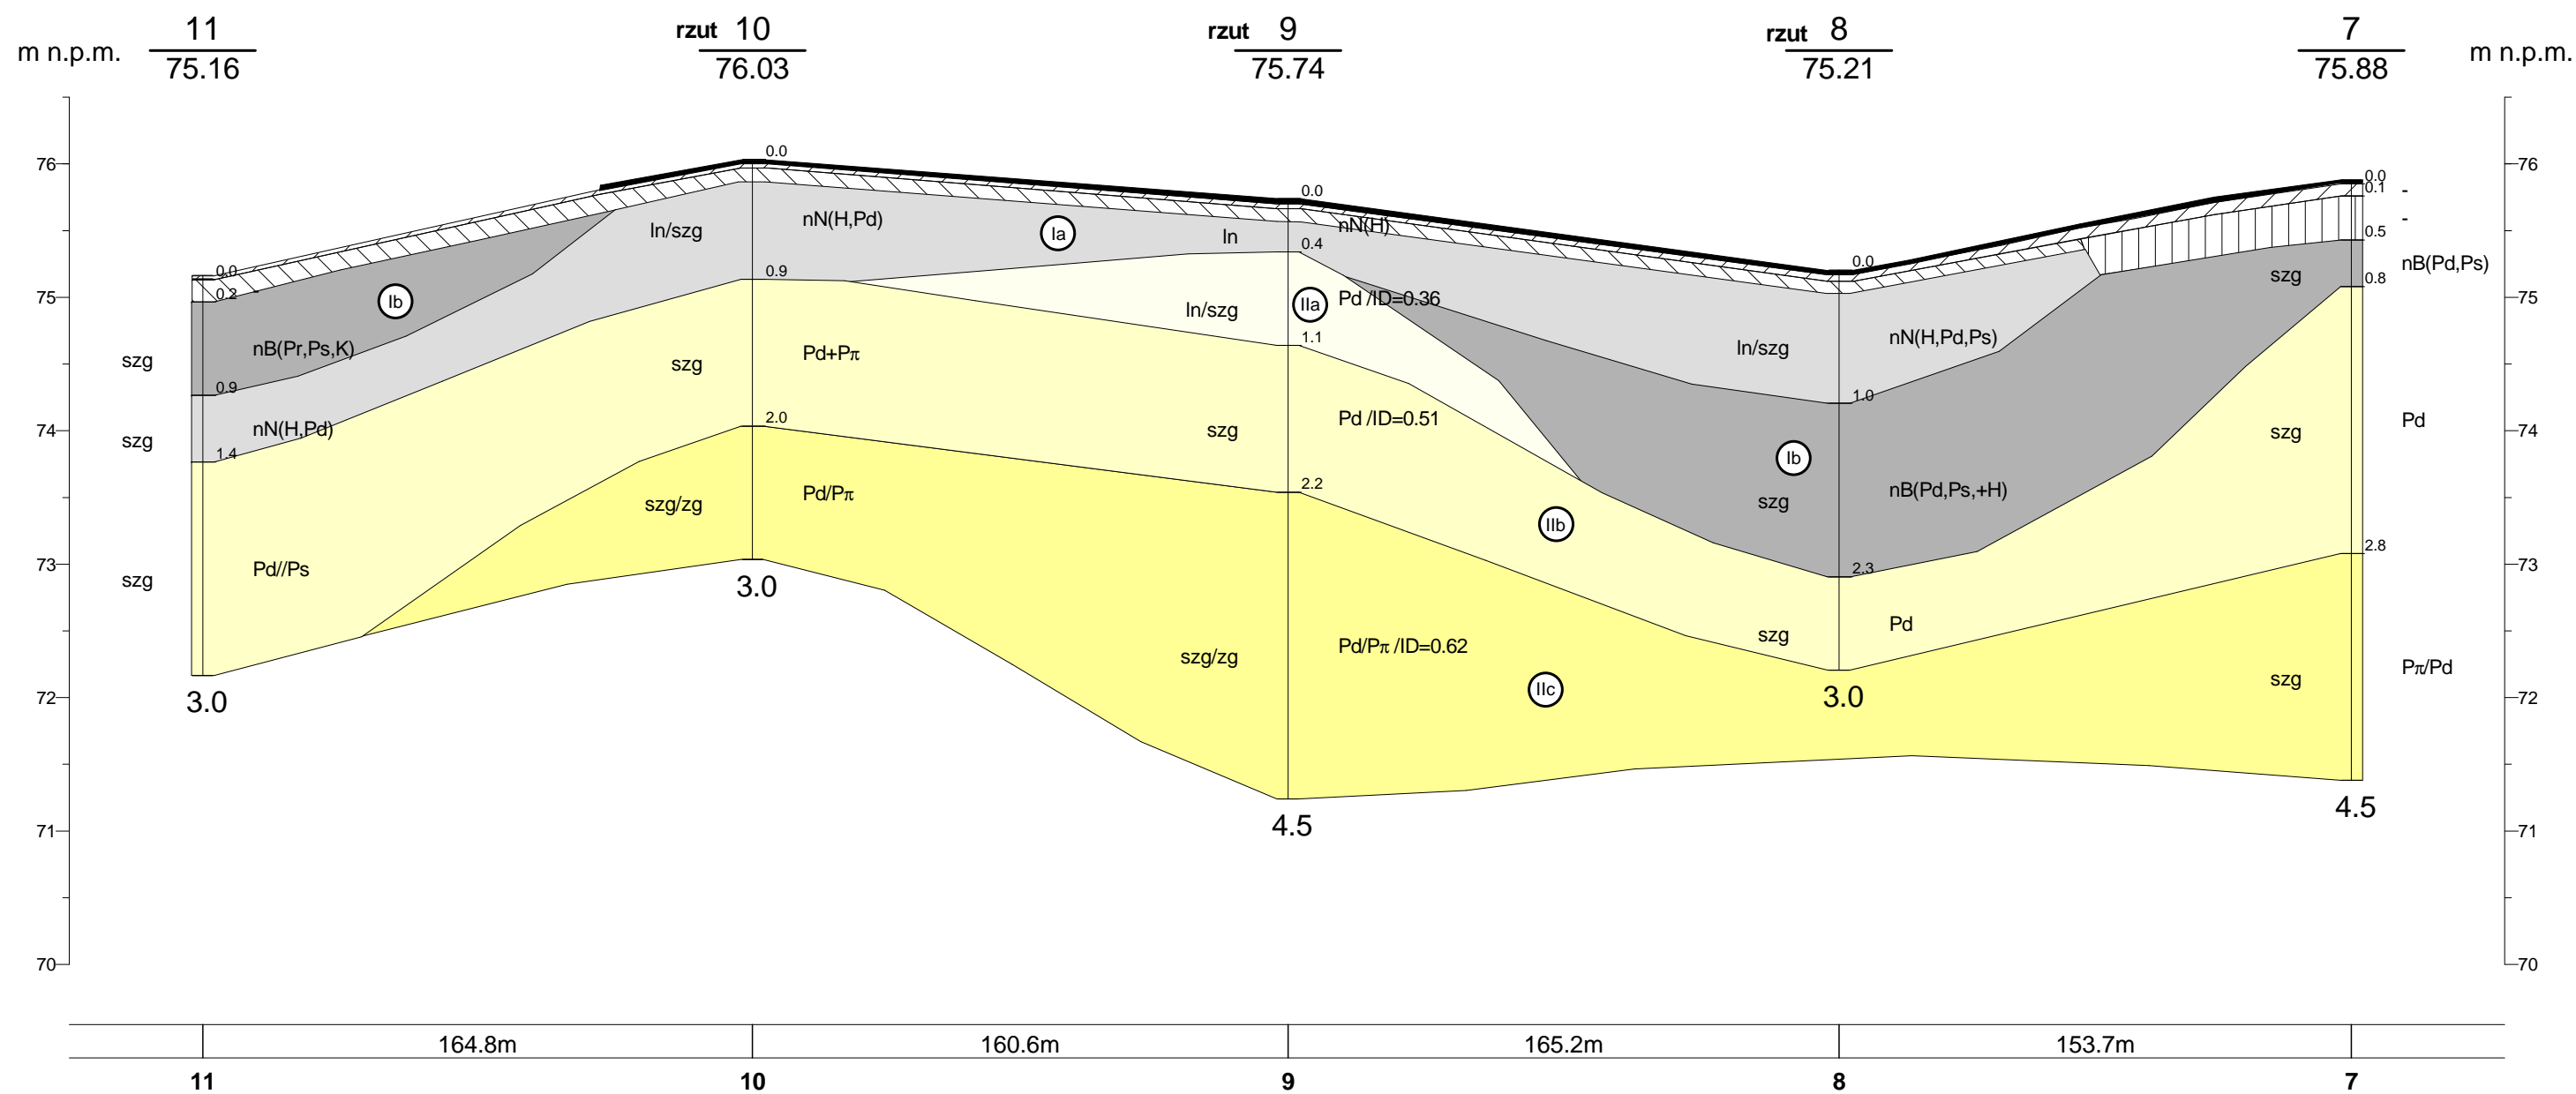 11 rzut 10 rzut 9 rzut 8 7
m n.p.m. 75.16 76.03 75.74 75.21 75.88 m n.p.m.
76 0.0 76
0.0 0.0
0.1 -
-
nN(H,Pd) Ia nN(H)
ln/szg ln 0.4 0.5
0.0 0.9 0.0 szg nB(Pd,Ps)
0.2 - 0.8
75 Ib ln/szg IIa Pd /ID=0.36 75
1.1
nB(Pr,Ps,K) Pd+Pπ ln/szg nN(H,Pd,Ps)
szg szg
0.9 1.0
74 nN(H,Pd) 2.0 szg Pd /ID=0.51 szg Pd 74
szg
1.4 Ib
szg/zg Pd/Pπ 2.2 szg nB(Pd,Ps,+H)
IIb
73 2.8 73
szg Pd//Ps 3.0 2.3
szg Pd
szg/zg Pd/Pπ /ID=0.62 szg Pπ/Pd
72 3.0 IIc 3.0 72
71 4.5 4.5 71
70 70
164.8m 160.6m 165.2m 153.7m
11 10 9 8 7